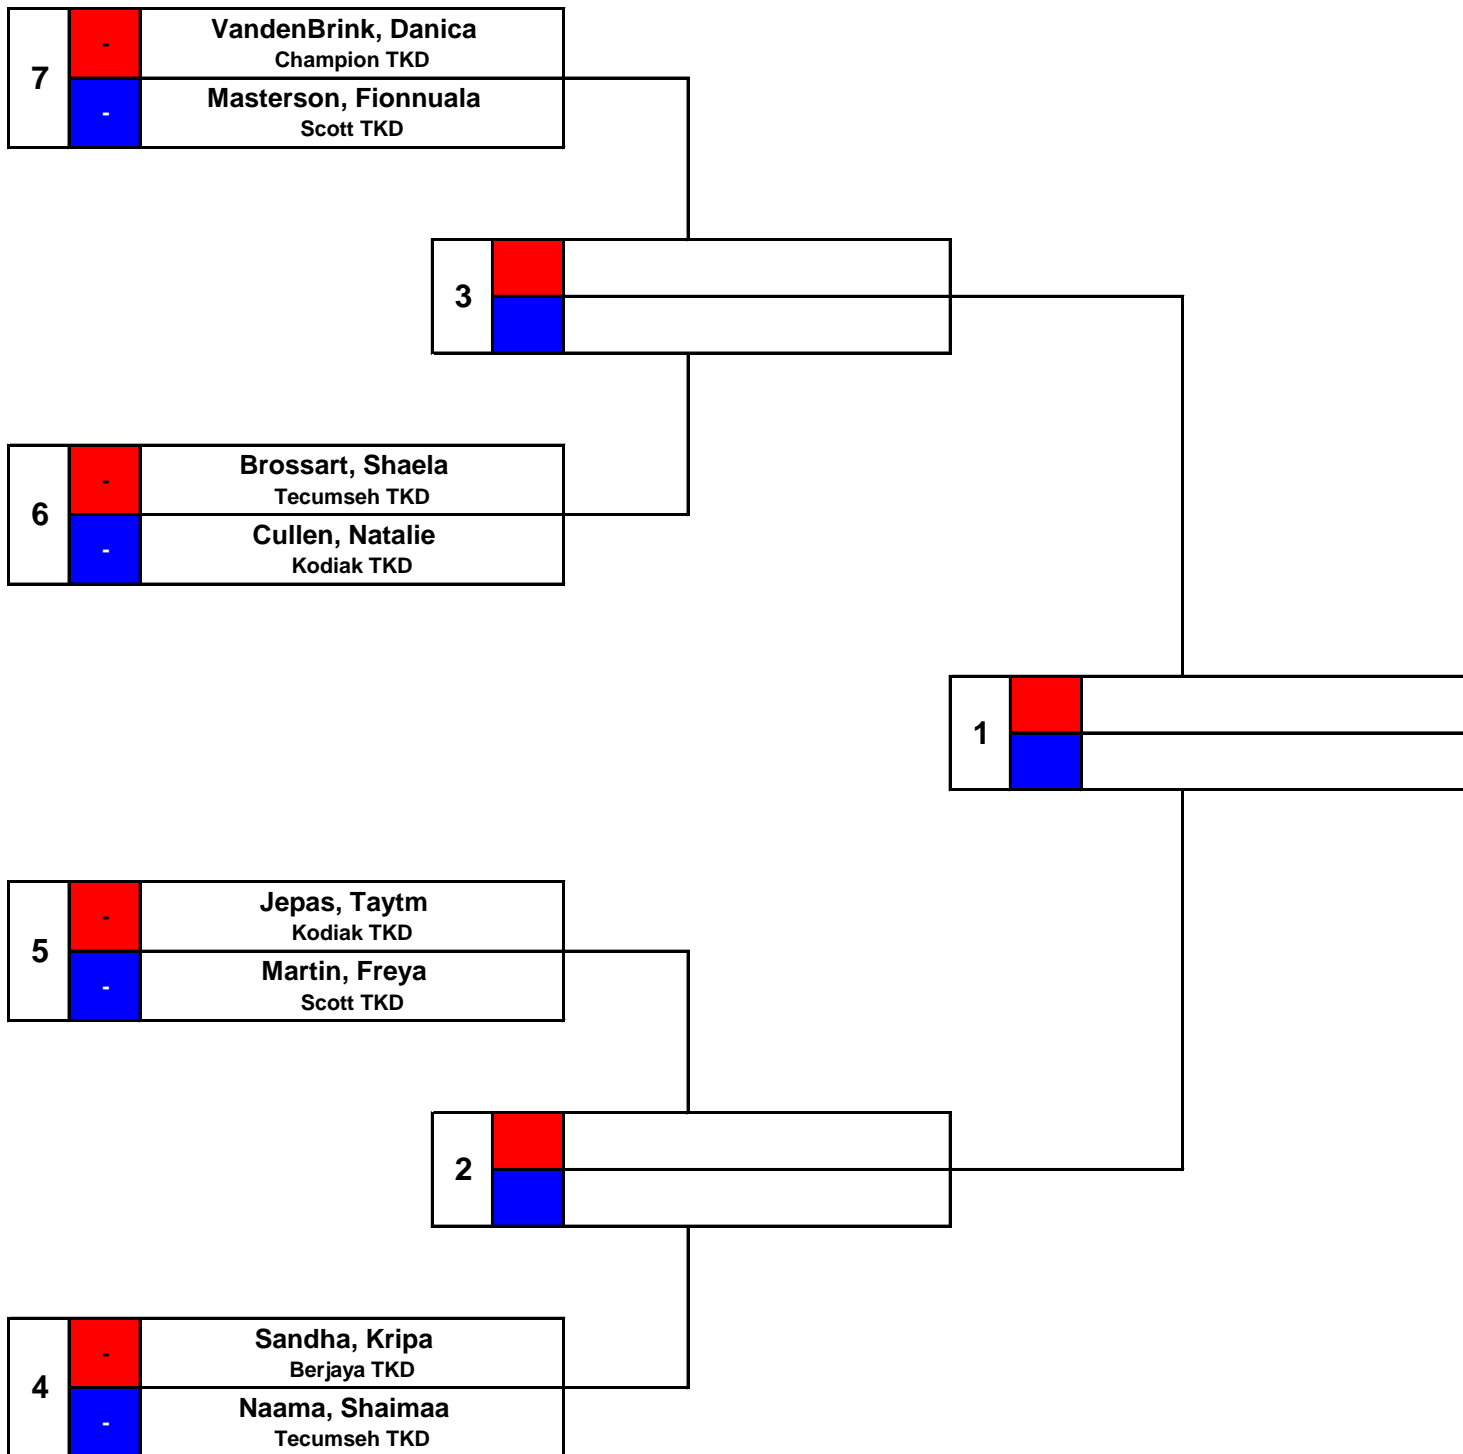 7
-
VandenBrink, Danica
Champion TKD
-
Masterson, Fionnuala
Scott TKD
3
6
-
Brossart, Shaela
Tecumseh TKD
-
Cullen, Natalie
Kodiak TKD
1
5
-
Jepas, Taytm
Kodiak TKD
-
Martin, Freya
Scott TKD
2
4
-
Sandha, Kripa
Berjaya TKD
-
Naama, Shaimaa
Tecumseh TKD